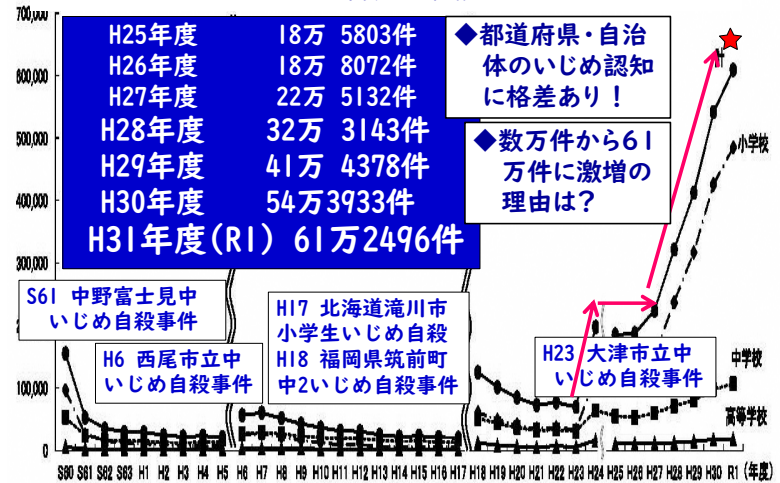 700,000
600,000
500,000
400,000
300,000
100,000
0
H25年度 18万 5803件
H26年度 18万 8072件
H27年度 22万 5132件
H28年度 32万 3143件
H29年度 41万 4378件
H30年度 54万3933件
H31年度(R1) 61万2496件
◆都道府県・自治
体のいじめ認知
に格差あり!
◆数万件から61
万件に激増の
理由は?
小学校
S61 中野富士見中
いじめ自殺事件
H6 西尾市立中
いじめ自殺事件
H17 北海道滝川市
小学生いじめ自殺
H18 福岡県筑前町
中2いじめ自殺事件
H23 大津市立中
いじめ自殺事件
中学校
高等学校
S60 S61 S62 S63 H1 H2 H3 H4 H5 H6 H7 H8 H9 H10 H11 H12 H13 H14 H15 H16 H17 H18 H19 H20 H21 H22 H23 H24 H25 H26 H27 H28 H29 H30 R1 (年度)